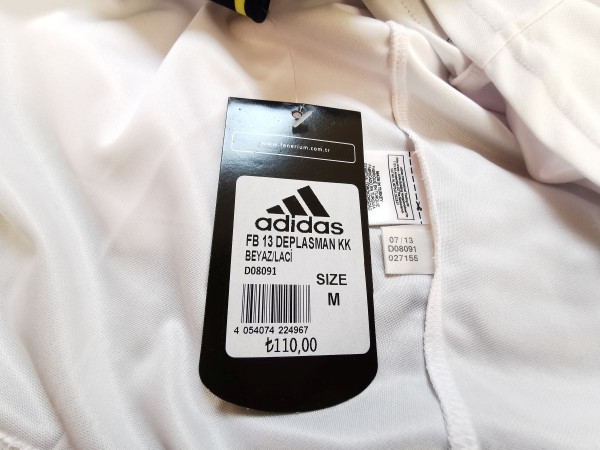 www.fenerium.com.tr
adidas
FB 13 DEPLASMAN KK
BEYAZ/LACİ
D08091
SIZE
M
4 054074 224967
₺110,00
07/13
D08091
027155